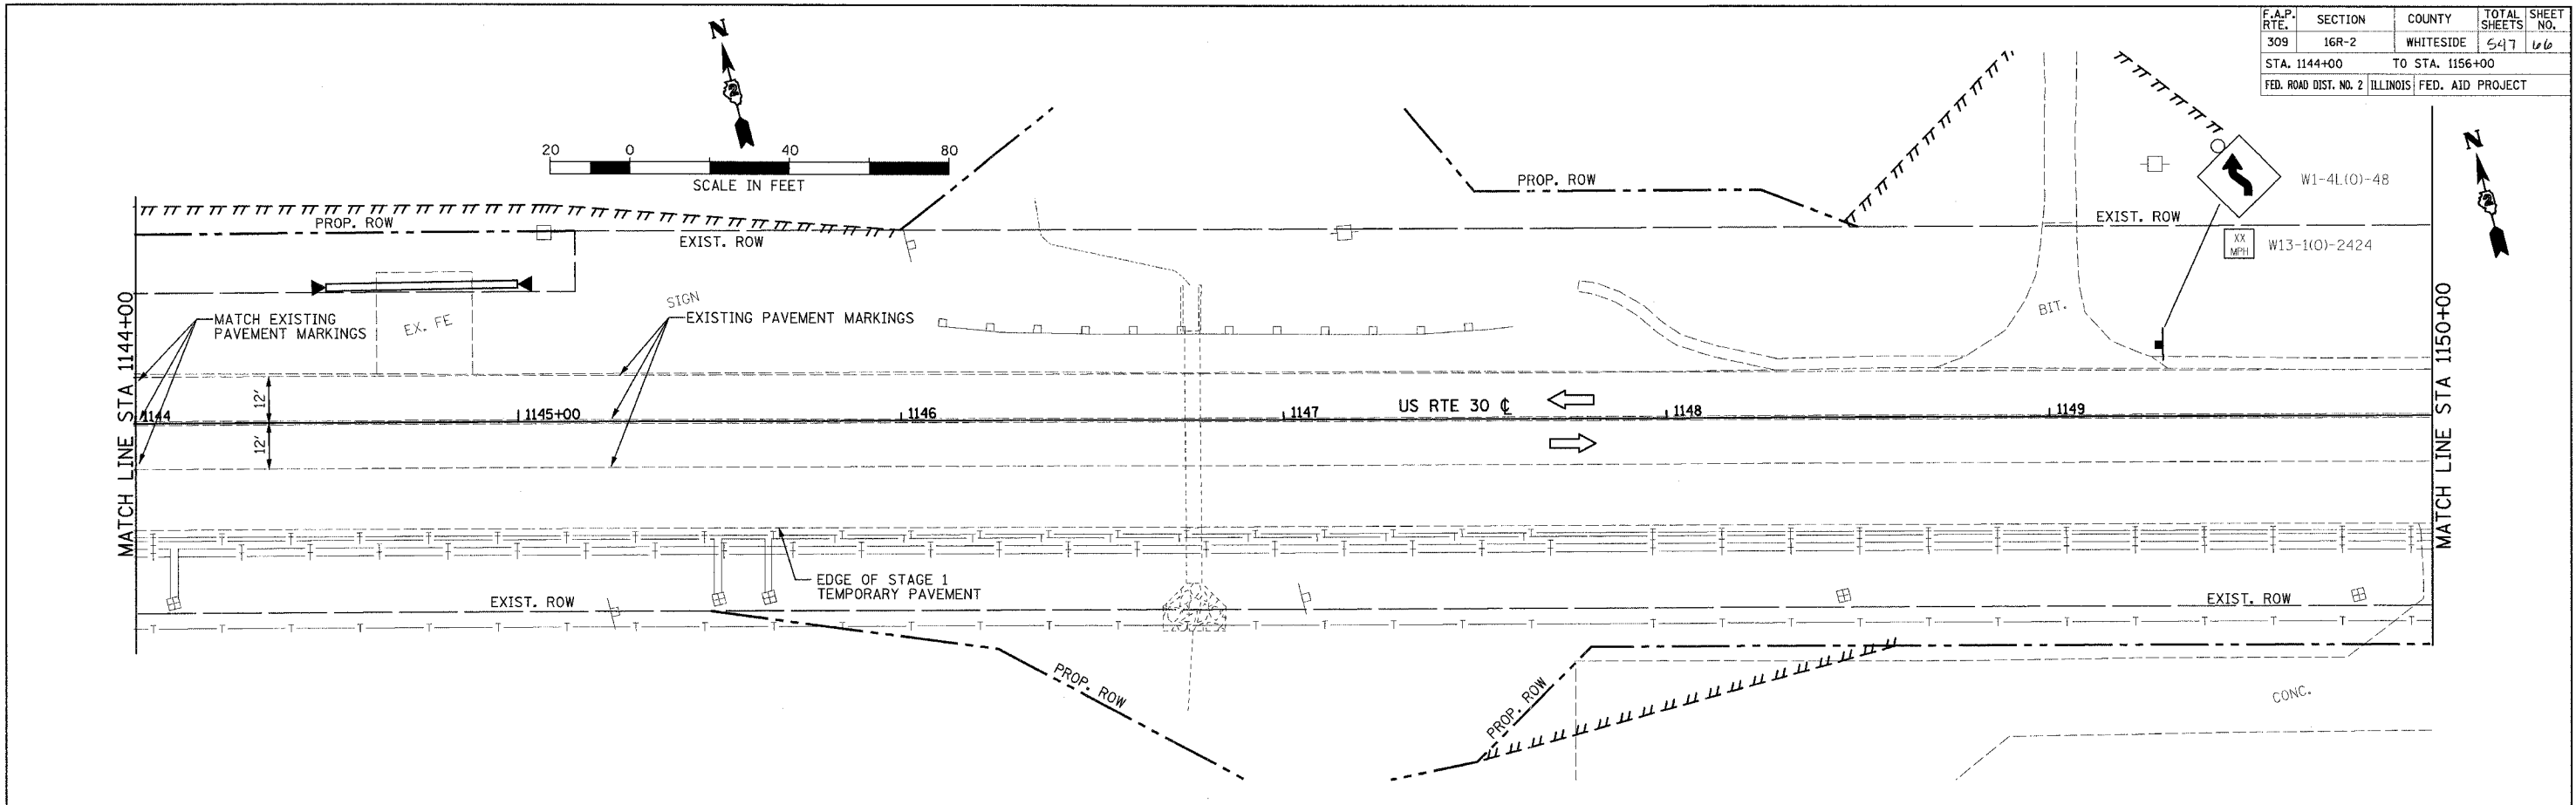 F.A.P. RTE. SECTION COUNTY TOTAL SHEETS SHEET NO.
309 16R-2 WHITESIDE 547 66
STA. 1144+00 TO STA. 1156+00
FED. ROAD DIST. NO. 2 ILLINOIS FED. AID PROJECT
N
2
20 0 40 80
SCALE IN FEET
N
2
PROP. ROW
W1-4L(O)-48
PROP. ROW
EXIST. ROW
EXIST. ROW
XX
MPH
W13-1(O)-2424
SIGN
MATCH EXISTING
PAVEMENT MARKINGS
EX. FE
EXISTING PAVEMENT MARKINGS
BIT.
MATCH LINE STA 1144+00
MATCH LINE STA 1150+00
12'
12'
1144 1145+00 1146 1147 US RTE 30 ℄ 1148 1149
EDGE OF STAGE 1
TEMPORARY PAVEMENT
EXIST. ROW
EXIST. ROW
PROP. ROW
PROP. ROW
CONC.